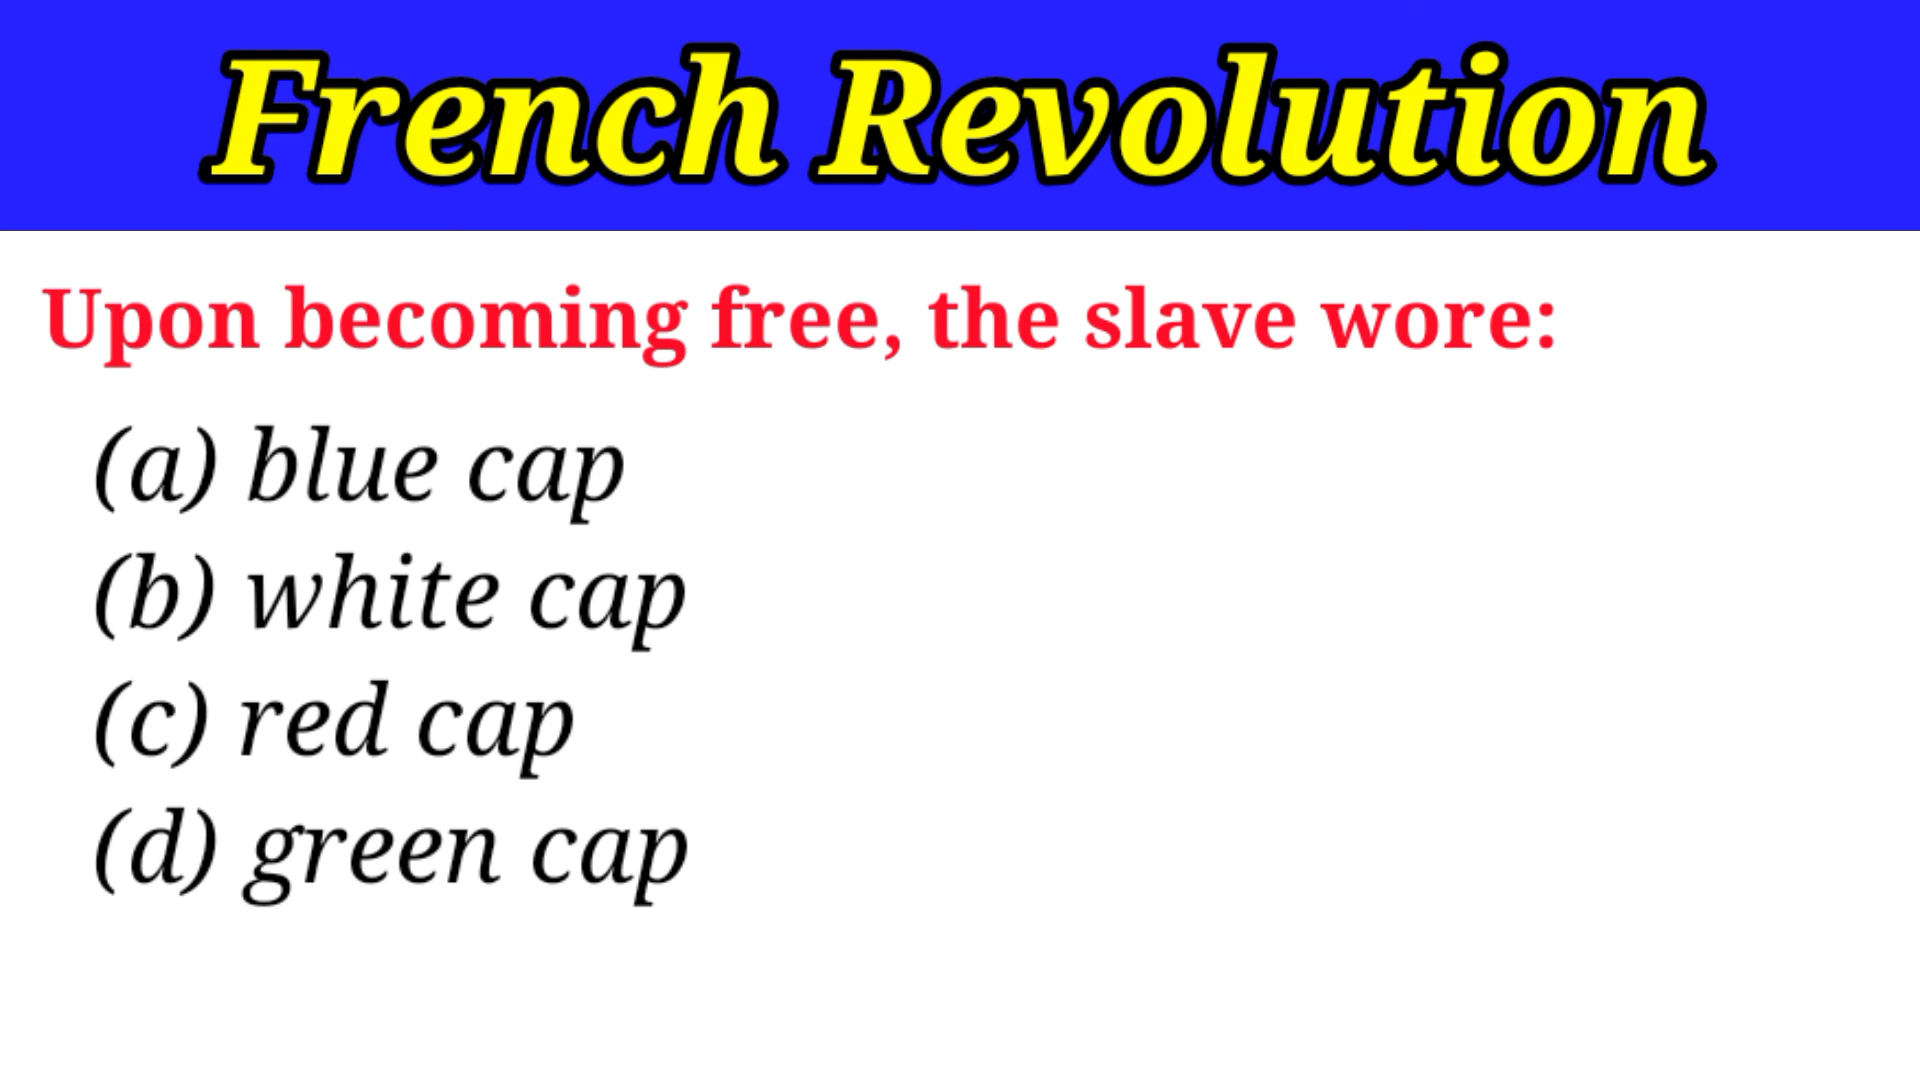 French Revolution
Upon becoming free, the slave wore:
(a) blue cap
(b) white cap
(c) red cap
(d) green cap